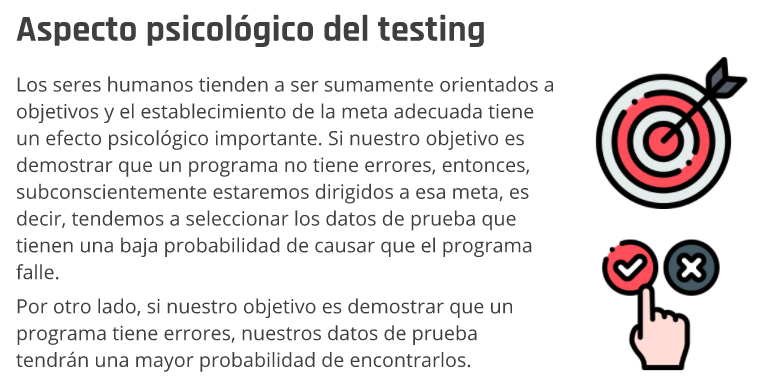 Aspecto psicológico del testing
Los seres humanos tienden a ser sumamente orientados a
objetivos y el establecimiento de la meta adecuada tiene
un efecto psicológico importante. Si nuestro objetivo es
demostrar que un programa no tiene errores, entonces,
subconscientemente estaremos dirigidos a esa meta, es
decir, tendemos a seleccionar los datos de prueba que
tienen una baja probabilidad de causar que el programa
falle.
Por otro lado, si nuestro objetivo es demostrar que un
programa tiene errores, nuestros datos de prueba
tendrán una mayor probabilidad de encontrarlos.